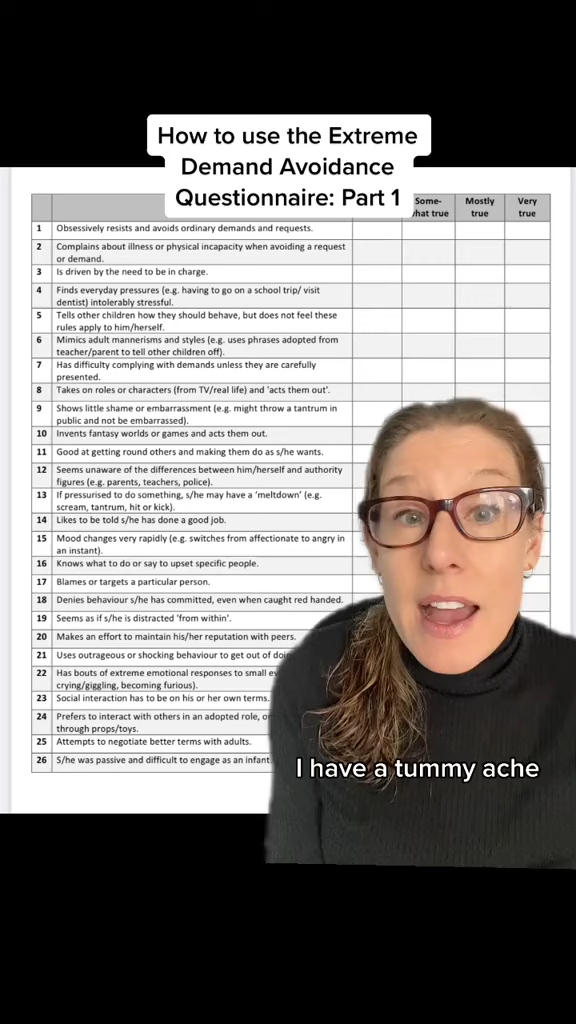 How to use the Extreme
Demand Avoidance
Questionnaire: Part 1
Some-
what true
Mostly
true
Very
true
1 Obsessively resists and avoids ordinary demands and requests.
2 Complains about illness or physical incapacity when avoiding a request
or demand.
3 Is driven by the need to be in charge.
4 Finds everyday pressures (e.g. having to go on a school trip/ visit
dentist) intolerably stressful.
5 Tells other children how they should behave, but does not feel these
rules apply to him/herself.
6 Mimics adult mannerisms and styles (e.g. uses phrases adopted from
teacher/parent to tell other children off).
7 Has difficulty complying with demands unless they are carefully
presented.
8 Takes on roles or characters (from TV/real life) and 'acts them out'.
9 Shows little shame or embarrassment (e.g. might throw a tantrum in
public and not be embarrassed).
10 Invents fantasy worlds or games and acts them out.
11 Good at getting round others and making them do as s/he wants.
12 Seems unaware of the differences between him/herself and authority
figures (e.g. parents, teachers, police).
13 If pressurised to do something, s/he may have a 'meltdown' (e.g.
scream, tantrum, hit or kick).
14 Likes to be told s/he has done a good job.
15 Mood changes very rapidly (e.g. switches from affectionate to angry in
an instant).
16 Knows what to do or say to upset specific people.
17 Blames or targets a particular person.
18 Denies behaviour s/he has committed, even when caught red handed.
19 Seems as if s/he is distracted 'from within'.
20 Makes an effort to maintain his/her reputation with peers.
21 Uses outrageous or shocking behaviour to get out of doin
22 Has bouts of extreme emotional responses to small ev
crying/giggling, becoming furious).
23 Social interaction has to be on his or her own terms.
24 Prefers to interact with others in an adopted role, o
through props/toys.
25 Attempts to negotiate better terms with adults.
26 S/he was passive and difficult to engage as an infant.
I have a tummy ache